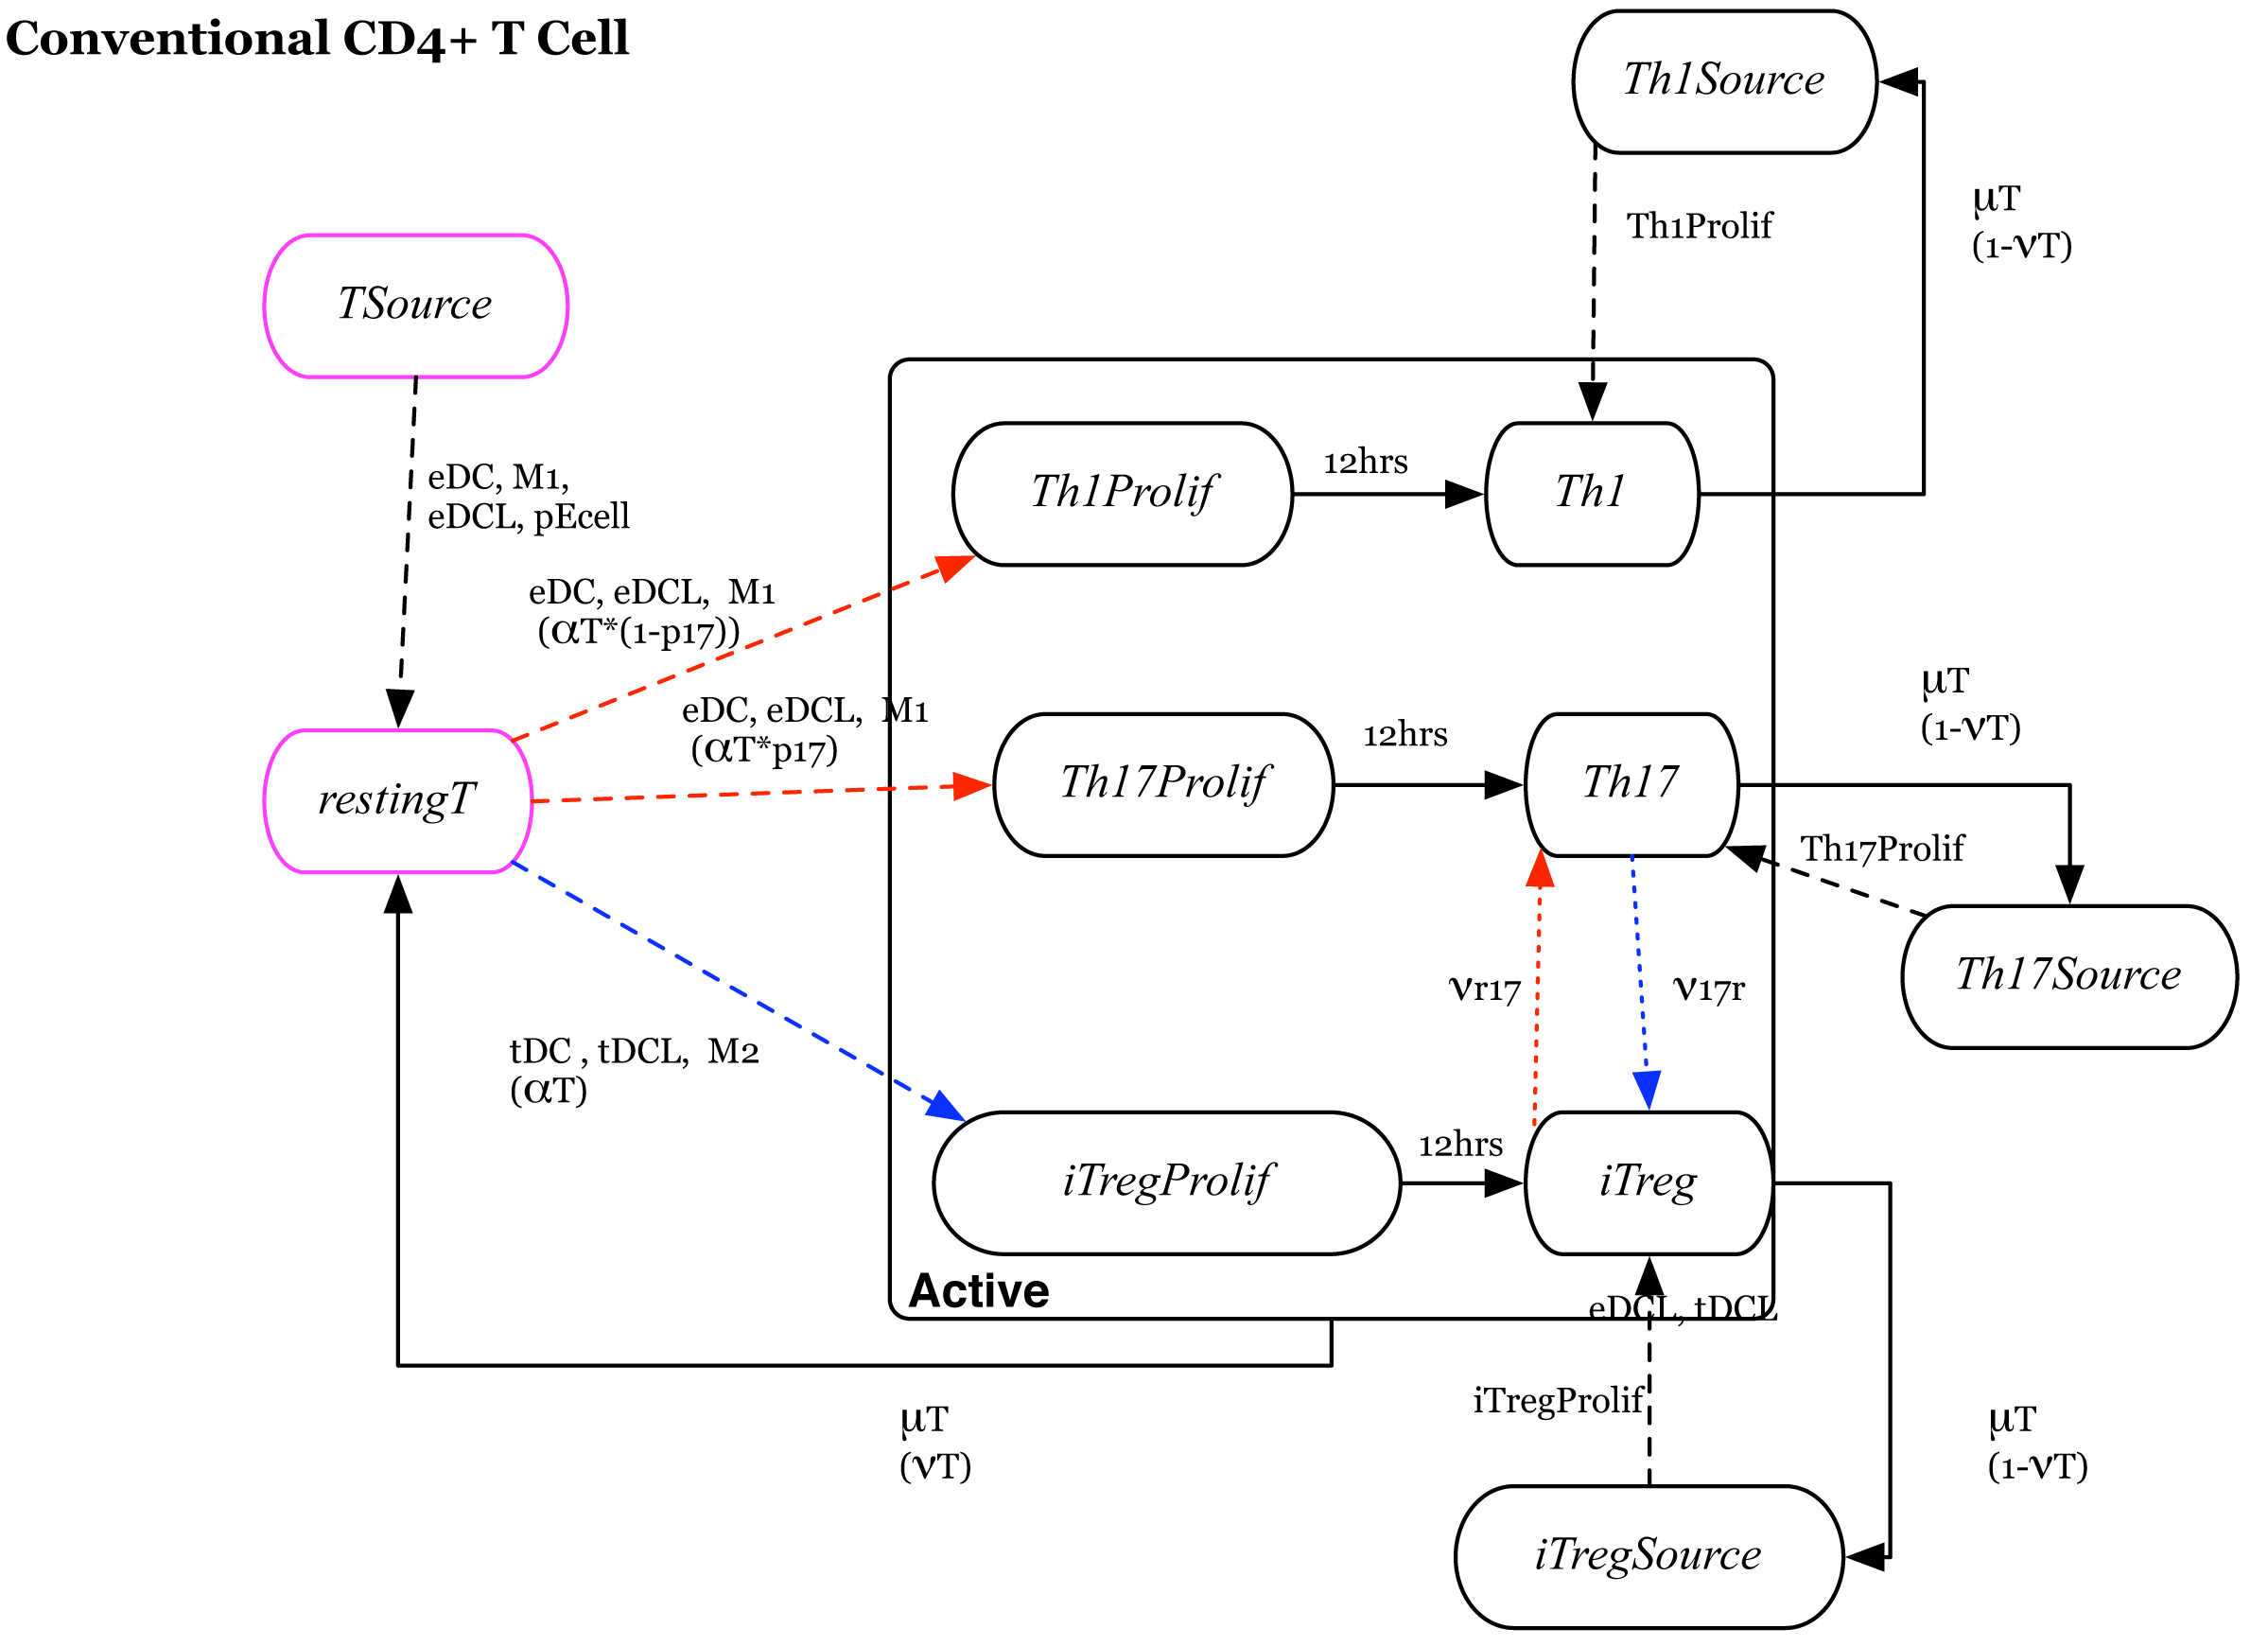 Conventional CD4+ T Cell
Th1Source
μT
(1-νT)
Th1Prolif
TSource
eDC, M1,
eDCL, pEcell
Th1Prolif
12hrs
Th1
eDC, eDCL,  M1
(αT*(1-p17))
eDC, eDCL,  M1
(αT*p17)
restingT
Th17Prolif
12hrs
Th17
μT
(1-νT)
Th17Prolif
Th17Source
νr17
ν17r
tDC , tDCL,  M2
(αT)
iTregProlif
12hrs
iTreg
Active
eDCL, tDCL
iTregProlif
μT
(νT)
μT
(1-νT)
iTregSource